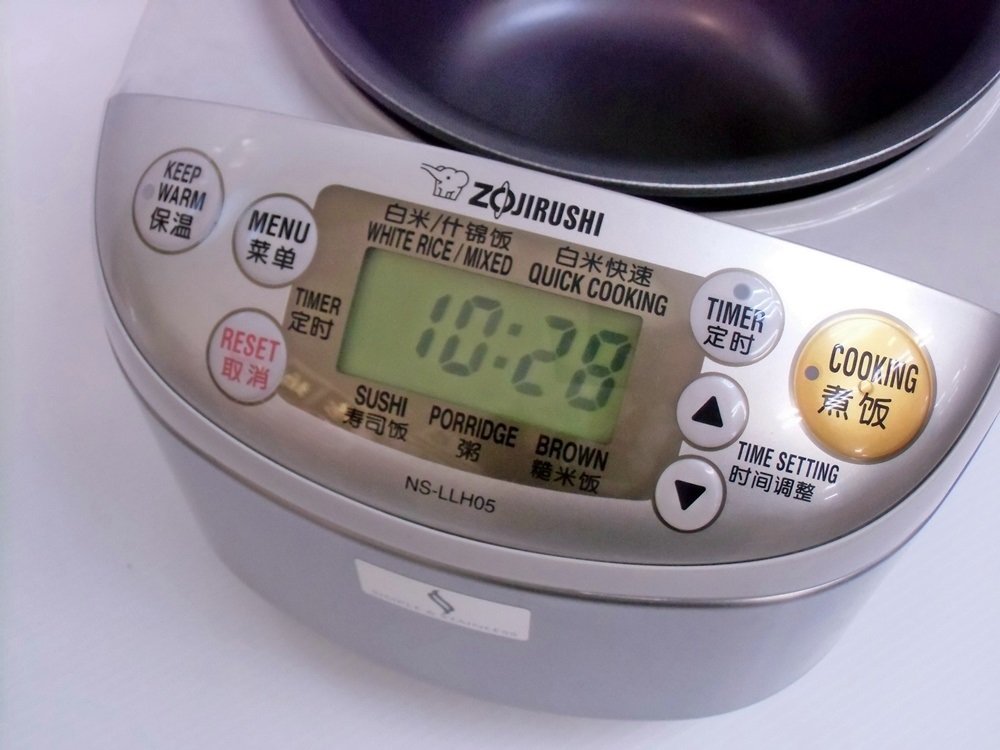 ZOJIRUSHI
KEEP
WARM
保温
MENU
菜单
RESET
取消
白米/什锦饭
WHITE RICE / MIXED
白米快速
QUICK COOKING
TIMER
定时
10:28
SUSHI
寿司饭
PORRIDGE
粥
BROWN
糙米饭
NS-LLH05
TIMER
定时
COOKING
煮饭
▲
▼
TIME SETTING
时间调整
SIMPLE & STAINLESS